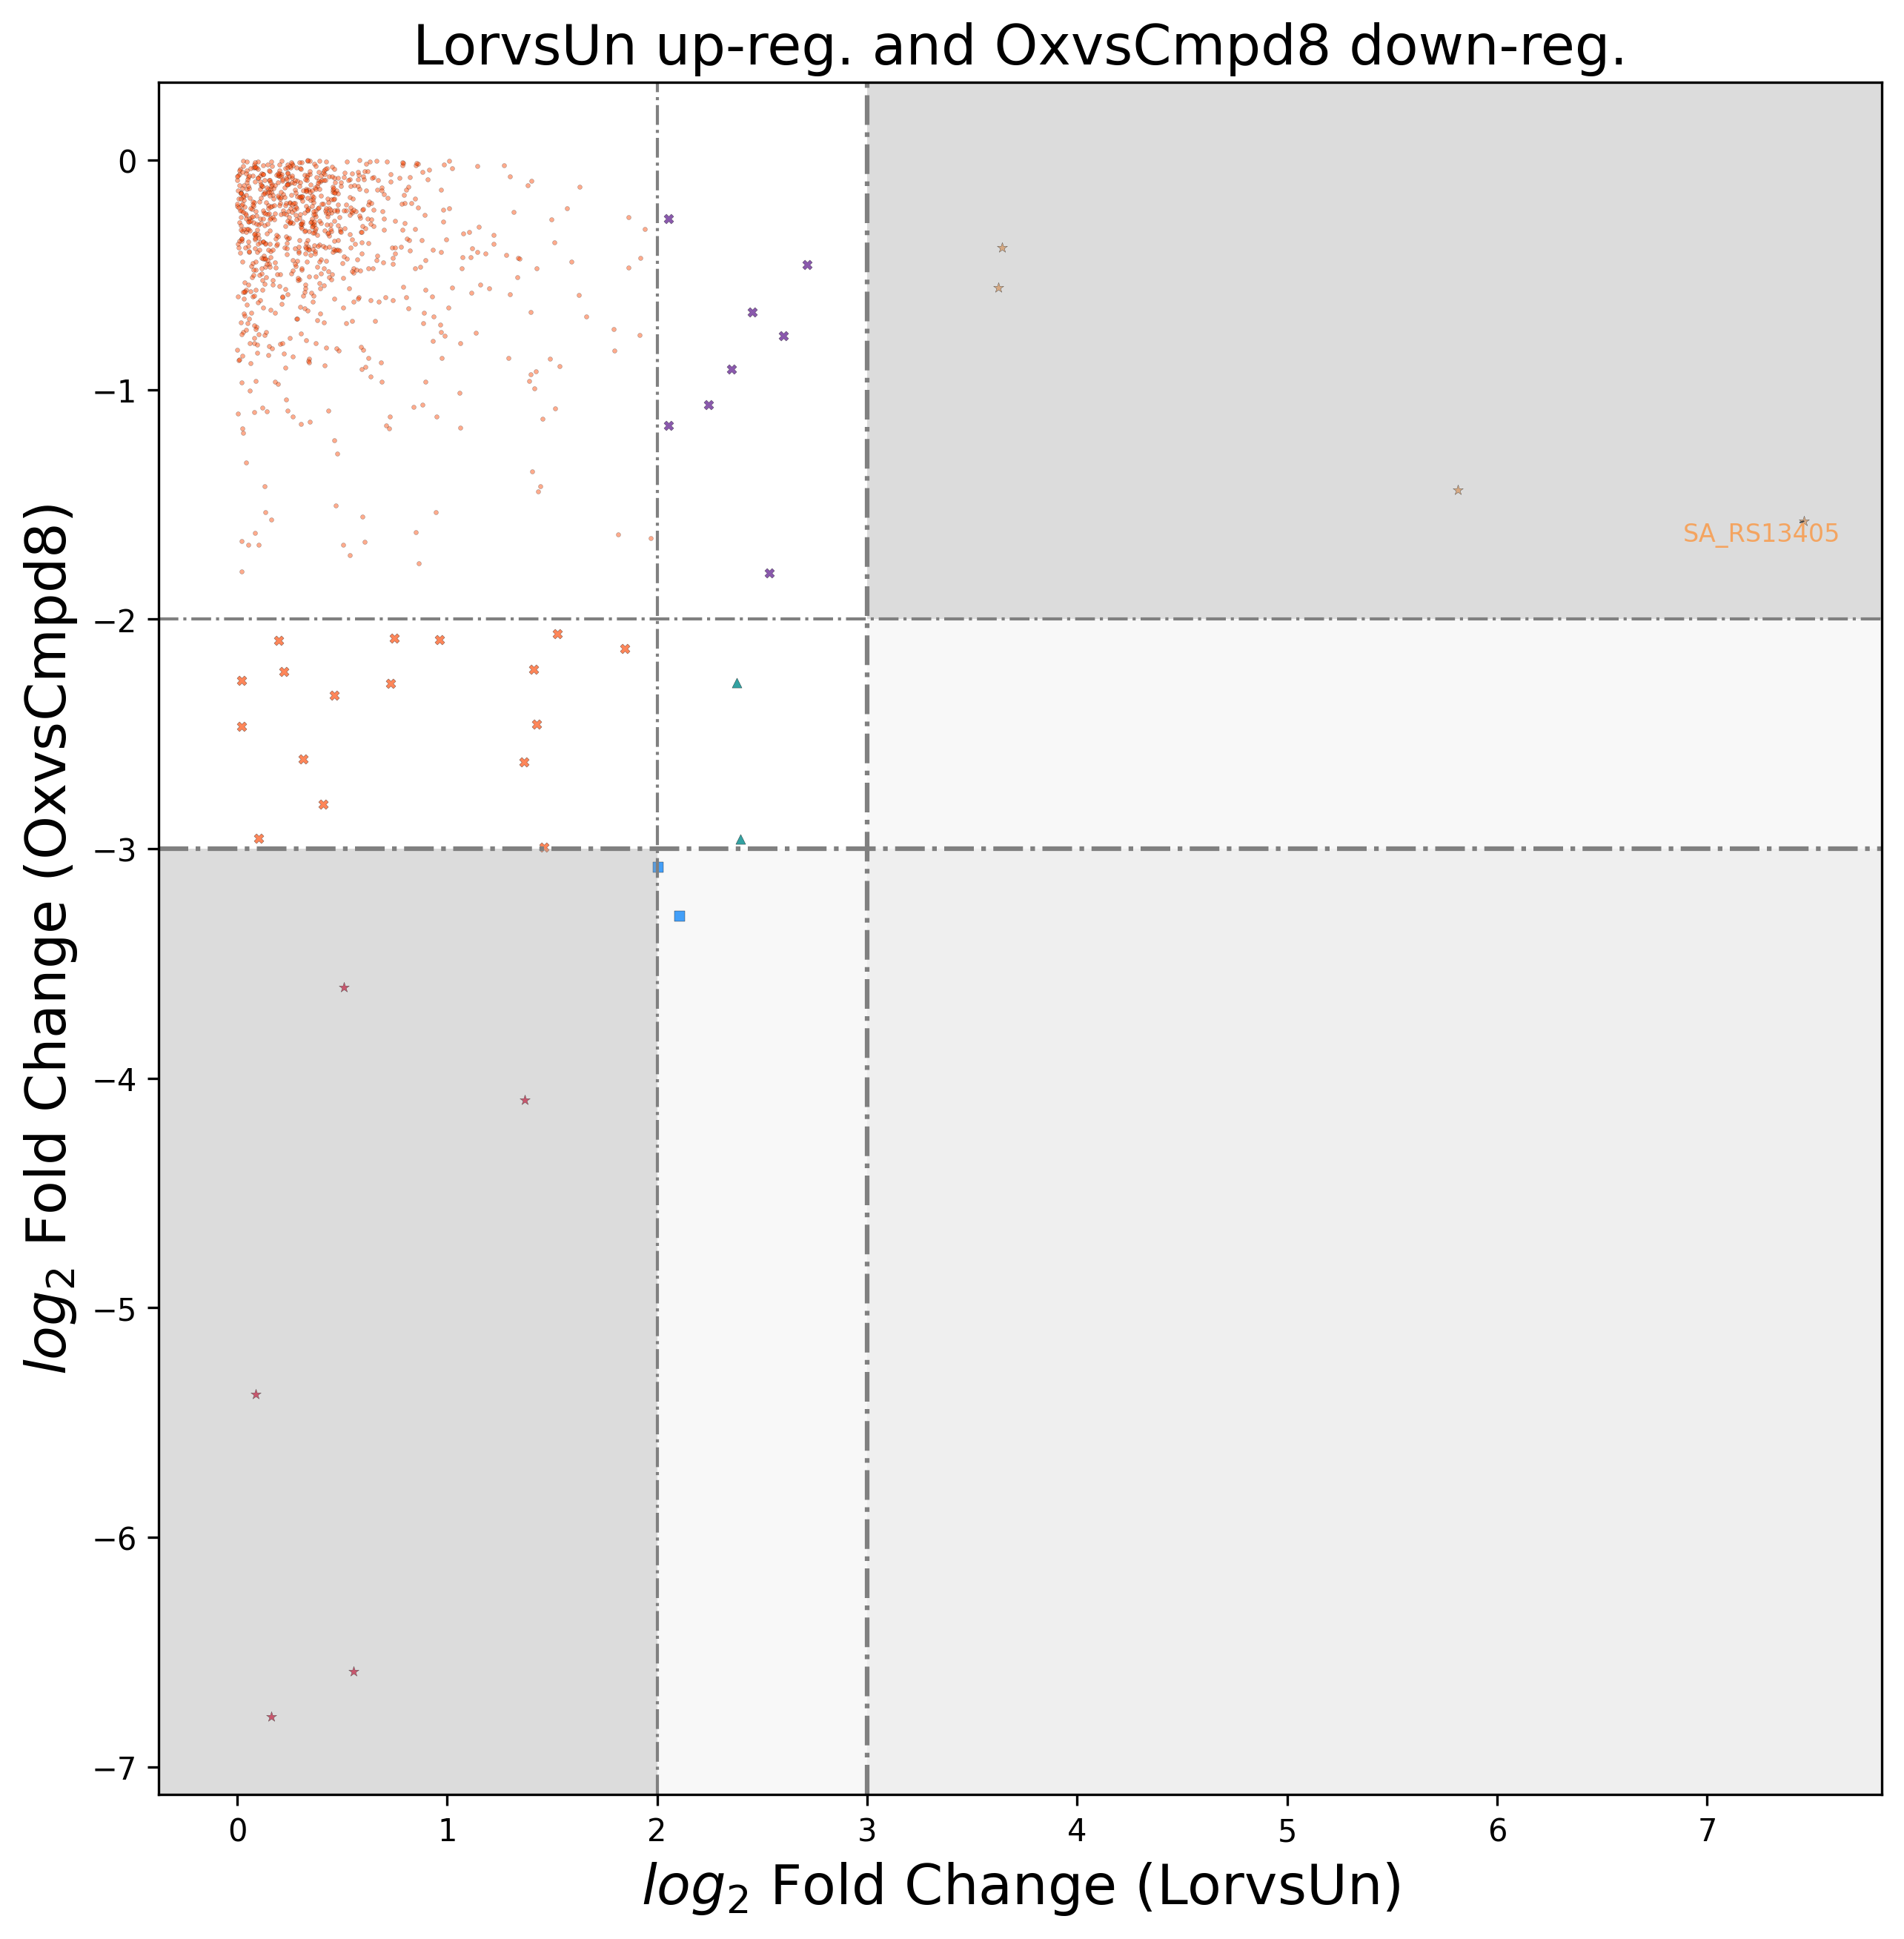 LorvsUn up-reg. and OxvsCmpd8 down-reg.
log₂ Fold Change (OxvsCmpd8)
0
−1
−2
−3
−4
−5
−6
−7
SA_RS13405
0 1 2 3 4 5 6 7
log₂ Fold Change (LorvsUn)